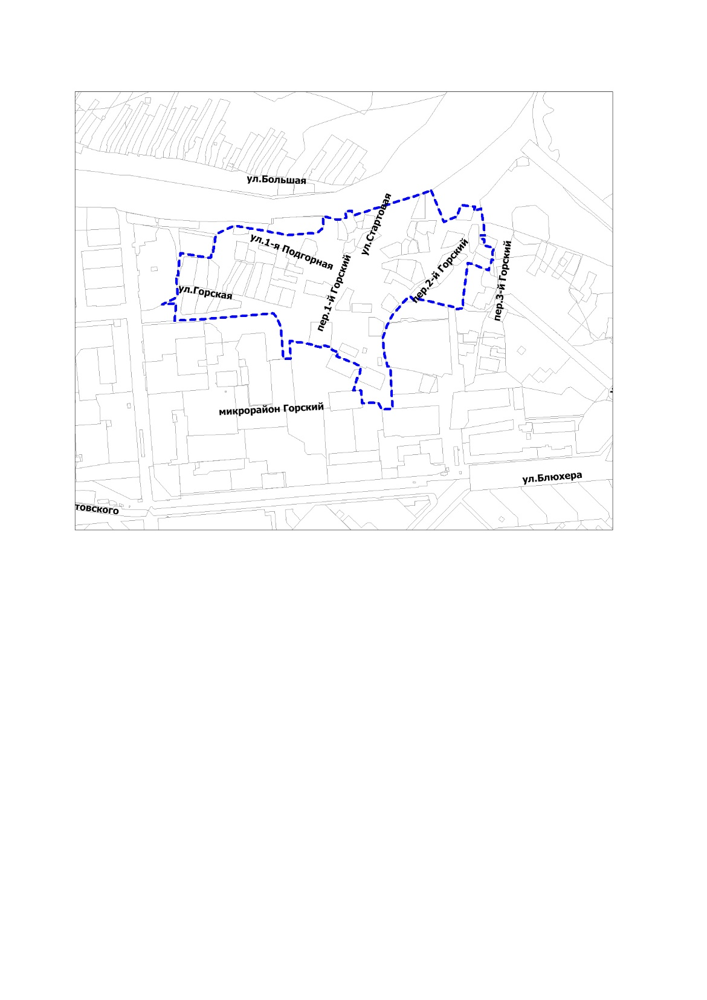 ул.Большая
ул.Стартовая
ул.1-я Подгорная
пер.2-й Горский
пер.3-й Горский
пер.1-й Горский
ул.Горская
микрорайон Горский
ул.Блюхера
товского